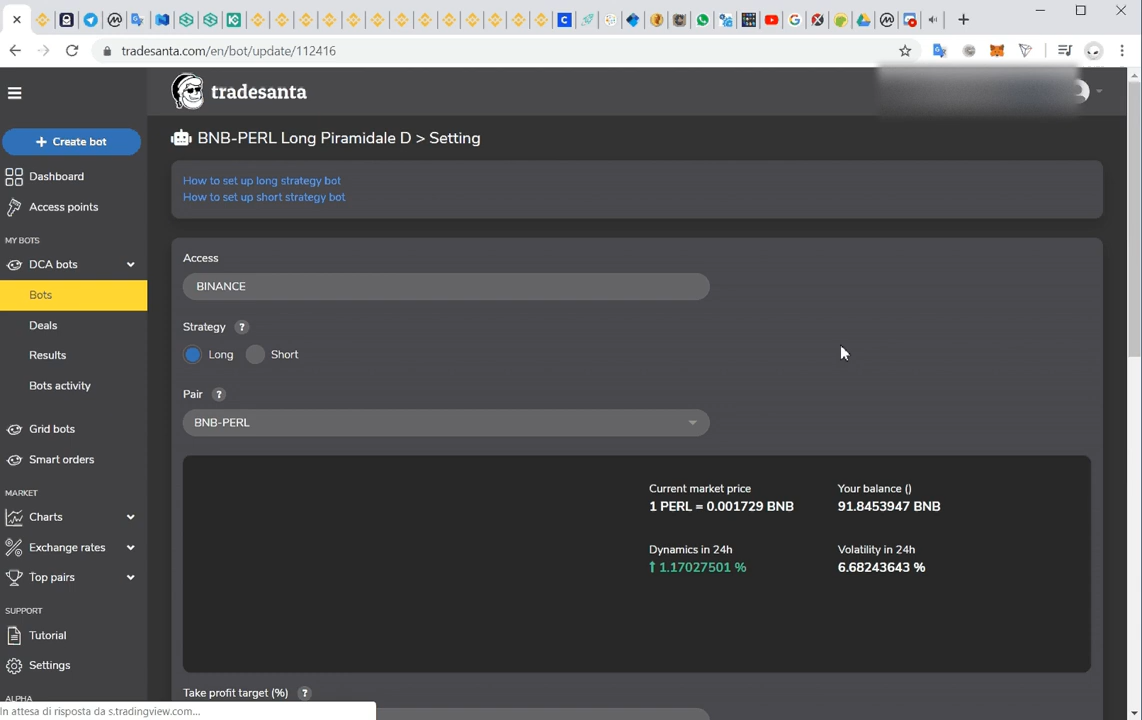 tradesanta.com/en/bot/update/112416
tradesanta
Create bot
Dashboard
Access points
MY BOTS
DCA bots
Bots
Deals
Results
Bots activity
Grid bots
Smart orders
MARKET
Charts
Exchange rates
Top pairs
SUPPORT
Tutorial
Settings
ALPHA
In attesa di risposta da s.tradingview.com...
BNB-PERL Long Piramidale D > Setting
How to set up long strategy bot
How to set up short strategy bot
Access
BINANCE
Strategy ?
Long Short
Pair ?
BNB-PERL
Current market price
1 PERL = 0.001729 BNB
Your balance ()
91.8453947 BNB
Dynamics in 24h
↑ 1.17027501 %
Volatility in 24h
6.68243643 %
Take profit target (%) ?